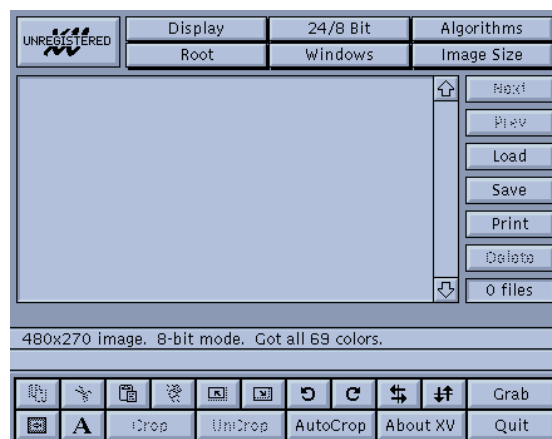 UNREGISTERED
Display 24/8 Bit Algorithms
Root Windows Image Size
Next
Prev
Load
Save
Print
Delete
0 files
480x270 image. 8-bit mode. Got all 69 colors.
Grab
A Crop UnCrop AutoCrop About XV Quit